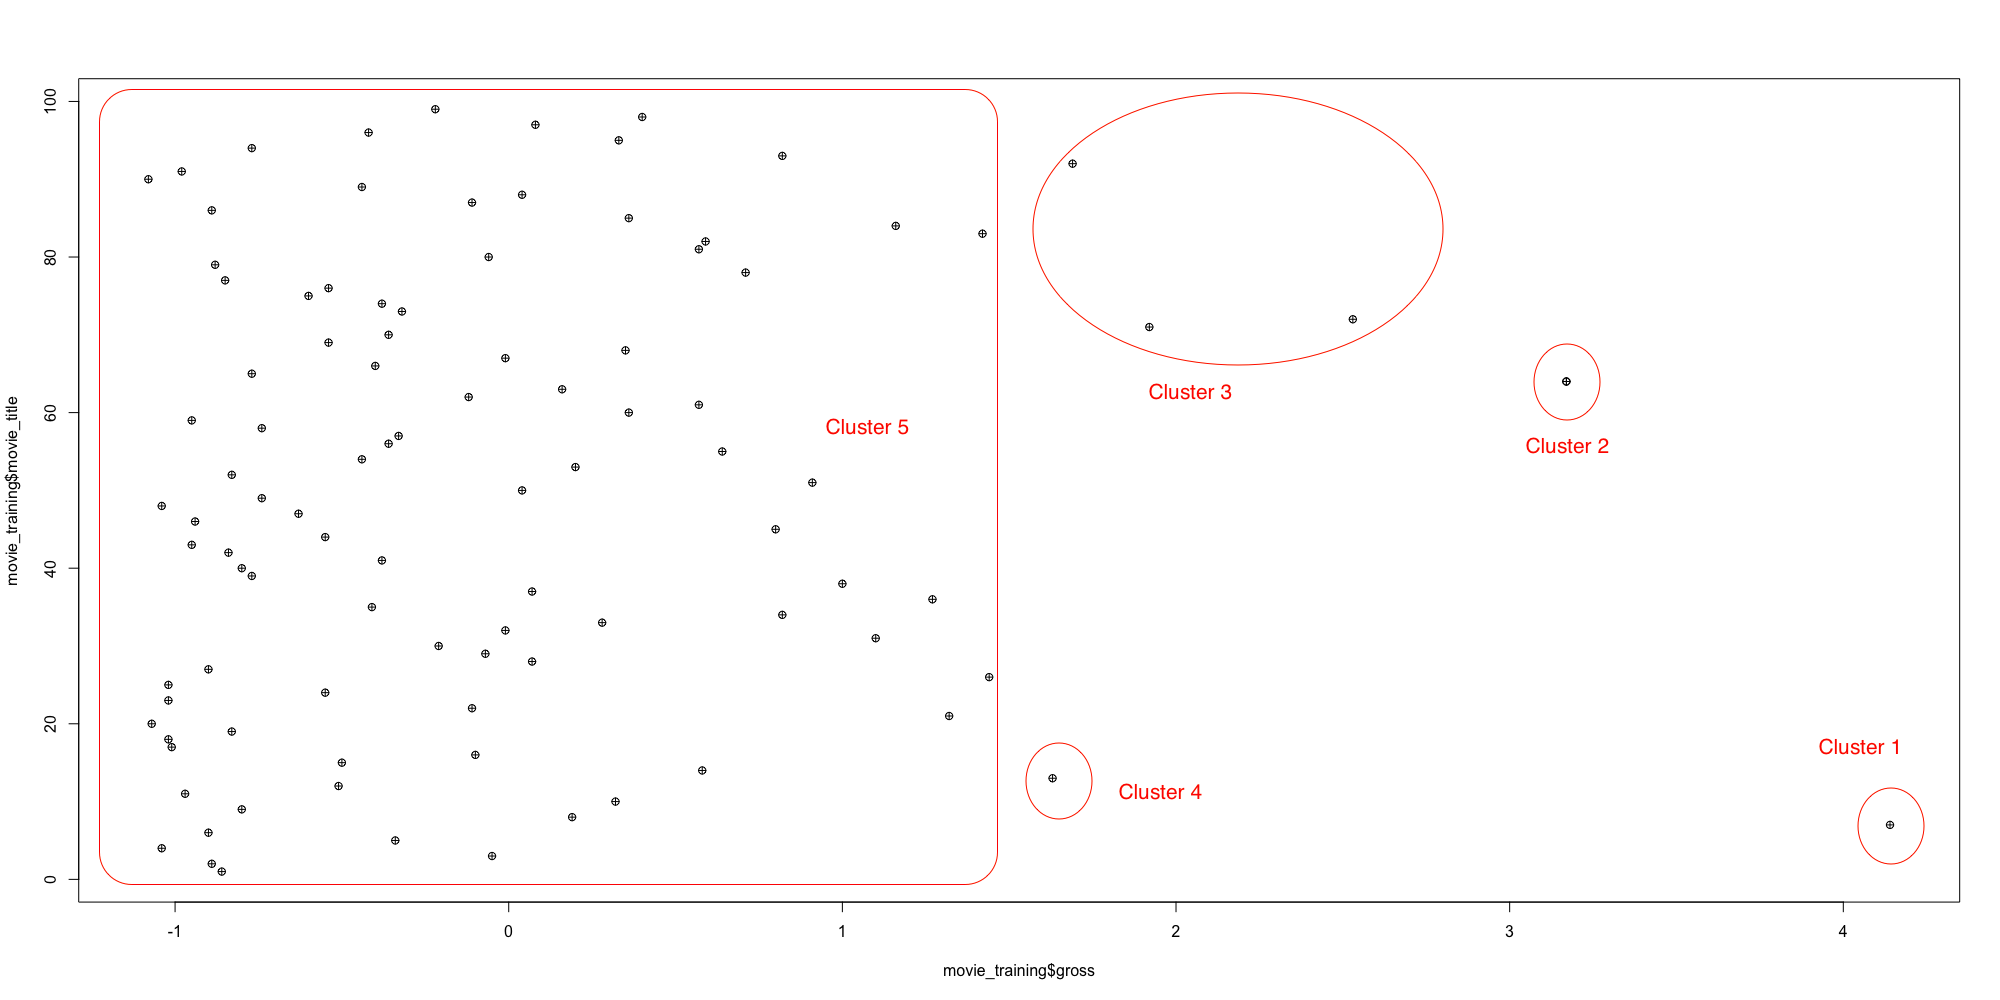 movie_training$movie_title
100
80
60
40
20
0
Cluster 3
Cluster 5
Cluster 2
Cluster 1
Cluster 4
-1
0
1
2
3
4
movie_training$gross